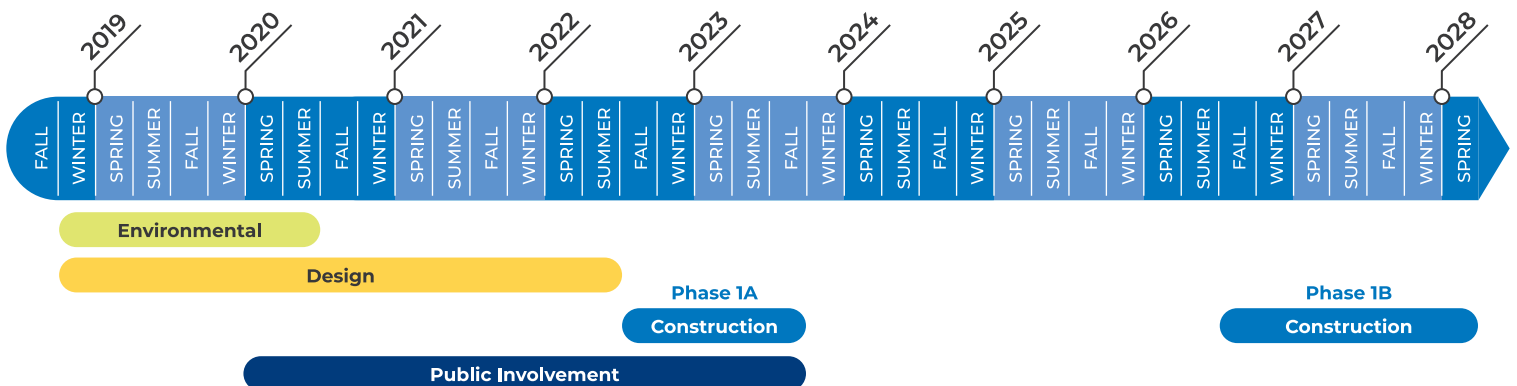 2019 2020 2021 2022 2023 2024 2025 2026 2027 2028
FALL WINTER SPRING SUMMER FALL WINTER SPRING SUMMER FALL WINTER SPRING SUMMER FALL WINTER SPRING SUMMER FALL WINTER SPRING SUMMER FALL WINTER SPRING SUMMER FALL WINTER SPRING SUMMER FALL WINTER SPRING SUMMER FALL WINTER SPRING SUMMER FALL WINTER SPRING
Environmental
Design
Phase 1A Phase 1B
Construction Construction
Public Involvement